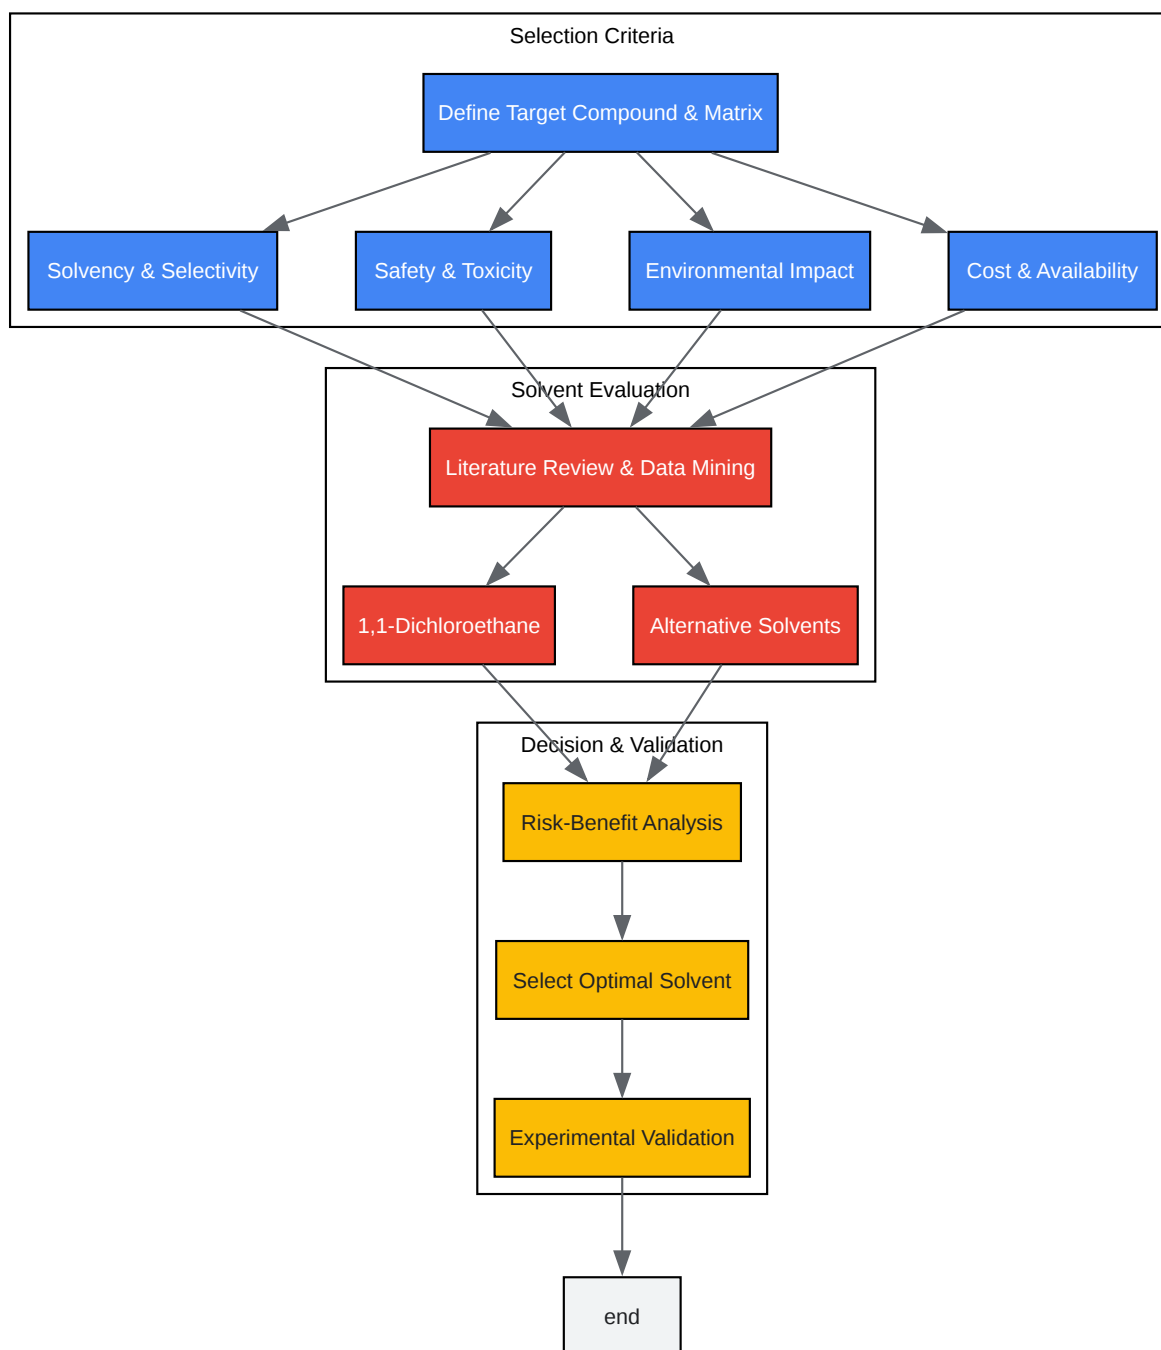 Selection Criteria
Define Target Compound & Matrix
Solvency & Selectivity
Safety & Toxicity
Environmental Impact
Cost & Availability
Solvent Evaluation
Literature Review & Data Mining
1,1-Dichloroethane
Alternative Solvents
Decision & Validation
Risk-Benefit Analysis
Select Optimal Solvent
Experimental Validation
end